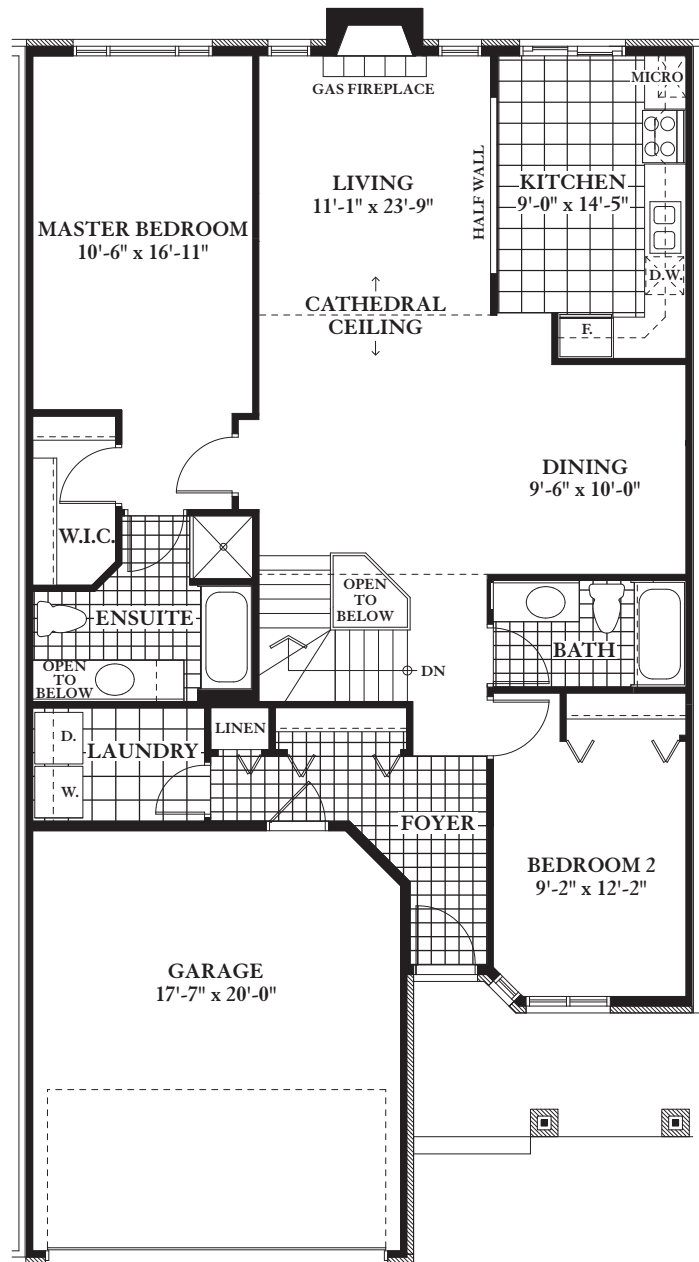 MICRO
GAS FIREPLACE
LIVING
11'-1" x 23'-9"
HALF WALL
KITCHEN
9'-0" x 14'-5"
MASTER BEDROOM
10'-6" x 16'-11"
D.W.
CATHEDRAL
CEILING
F.
DINING
9'-6" x 10'-0"
W.I.C.
OPEN
TO
BELOW
ENSUITE
BATH
OPEN
TO
BELOW
DN
LINEN
D.
LAUNDRY
W.
FOYER
BEDROOM 2
9'-2" x 12'-2"
GARAGE
17'-7" x 20'-0"